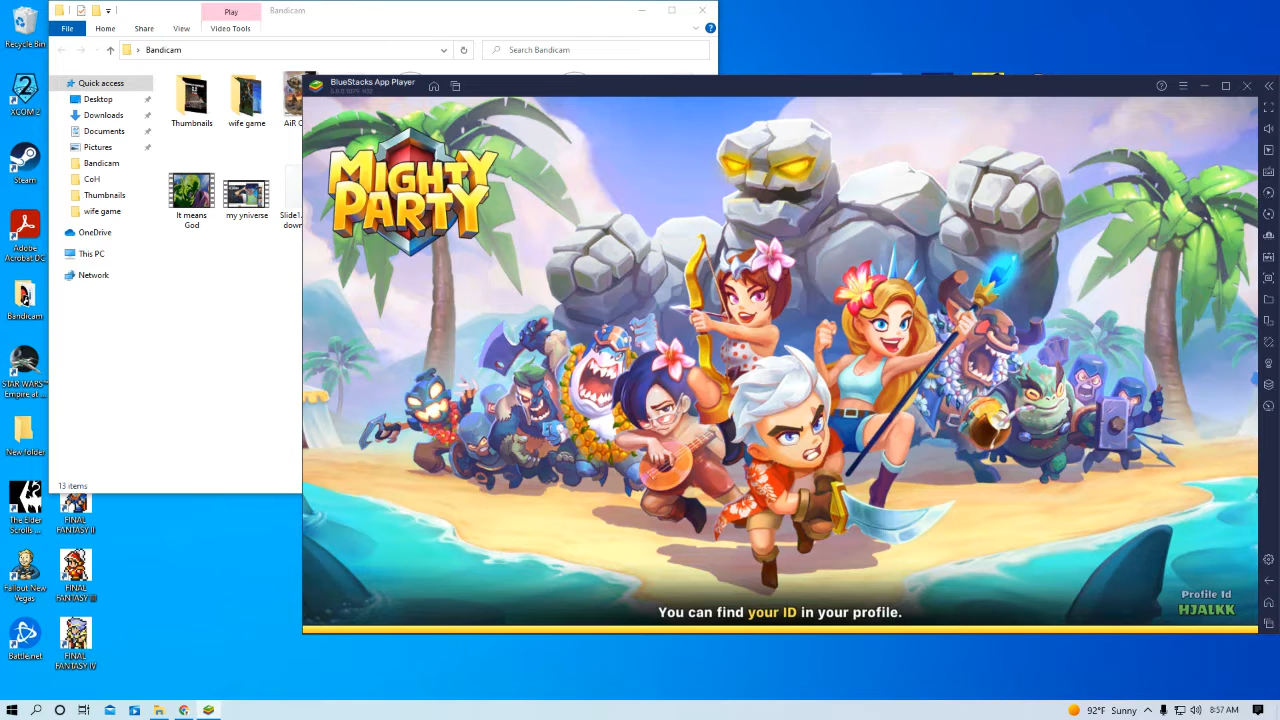 Recycle Bin
XCOM 2
Steam
Adobe
Acrobat DC
Bandicam
STAR WARS™
Empire at ...
New folder
The Elder
Scrolls ...
Fallout New
Vegas
Battle.net
FINAL
FANTASY II
FINAL
FANTASY III
FINAL
FANTASY IV
Play
Bandicam
File
Home
Share
View
Video Tools
Bandicam
Search Bandicam
Quick access
Desktop
Downloads
Documents
Pictures
Bandicam
CoH
Thumbnails
wife game
OneDrive
This PC
Network
Thumbnails
wife game
AiR C
It means
God
my yniverse
Slide1.
down
13 items
BlueStacks App Player
MIGHTY
PARTY
You can find your ID in your profile.
Profile Id
HJALKK
92°F Sunny
8:57 AM